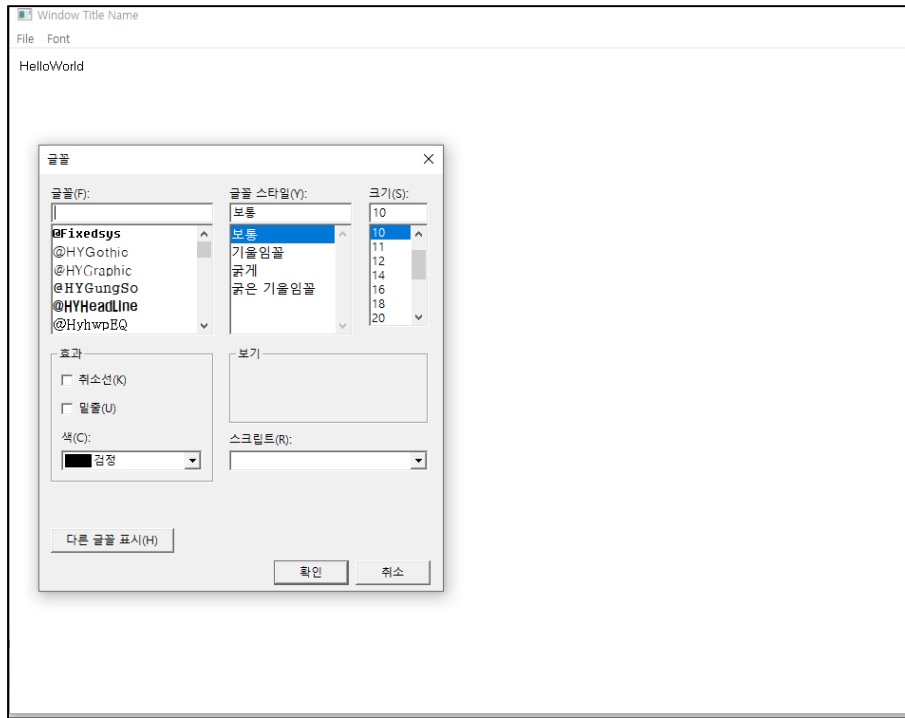 Window Title Name
File Font
HelloWorld
글꼴
글꼴(F):
@Fixedsys
@HYGothic
@HYGraphic
@HYGungSo
@HYHeadLine
@HyhwpEQ
글꼴 스타일(Y):
보통
보통
기울임꼴
굵게
굵은 기울임꼴
크기(S):
10
10
11
12
14
16
18
20
효과
취소선(K)
밑줄(U)
색(C):
검정
보기
스크립트(R):
다른 글꼴 표시(H)
확인
취소